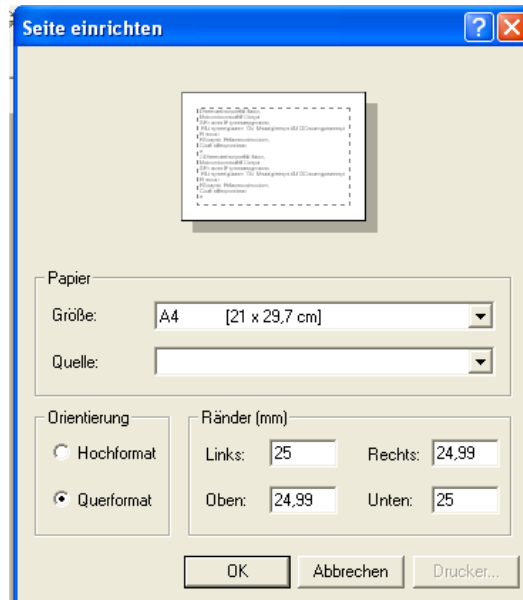 Seite einrichten
Papier
Größe: A4 [21 x 29,7 cm]
Quelle:
Orientierung
Hochformat
Querformat
Ränder (mm)
Links: 25 Rechts: 24,99
Oben: 24,99 Unten: 25
OK Abbrechen Drucker...